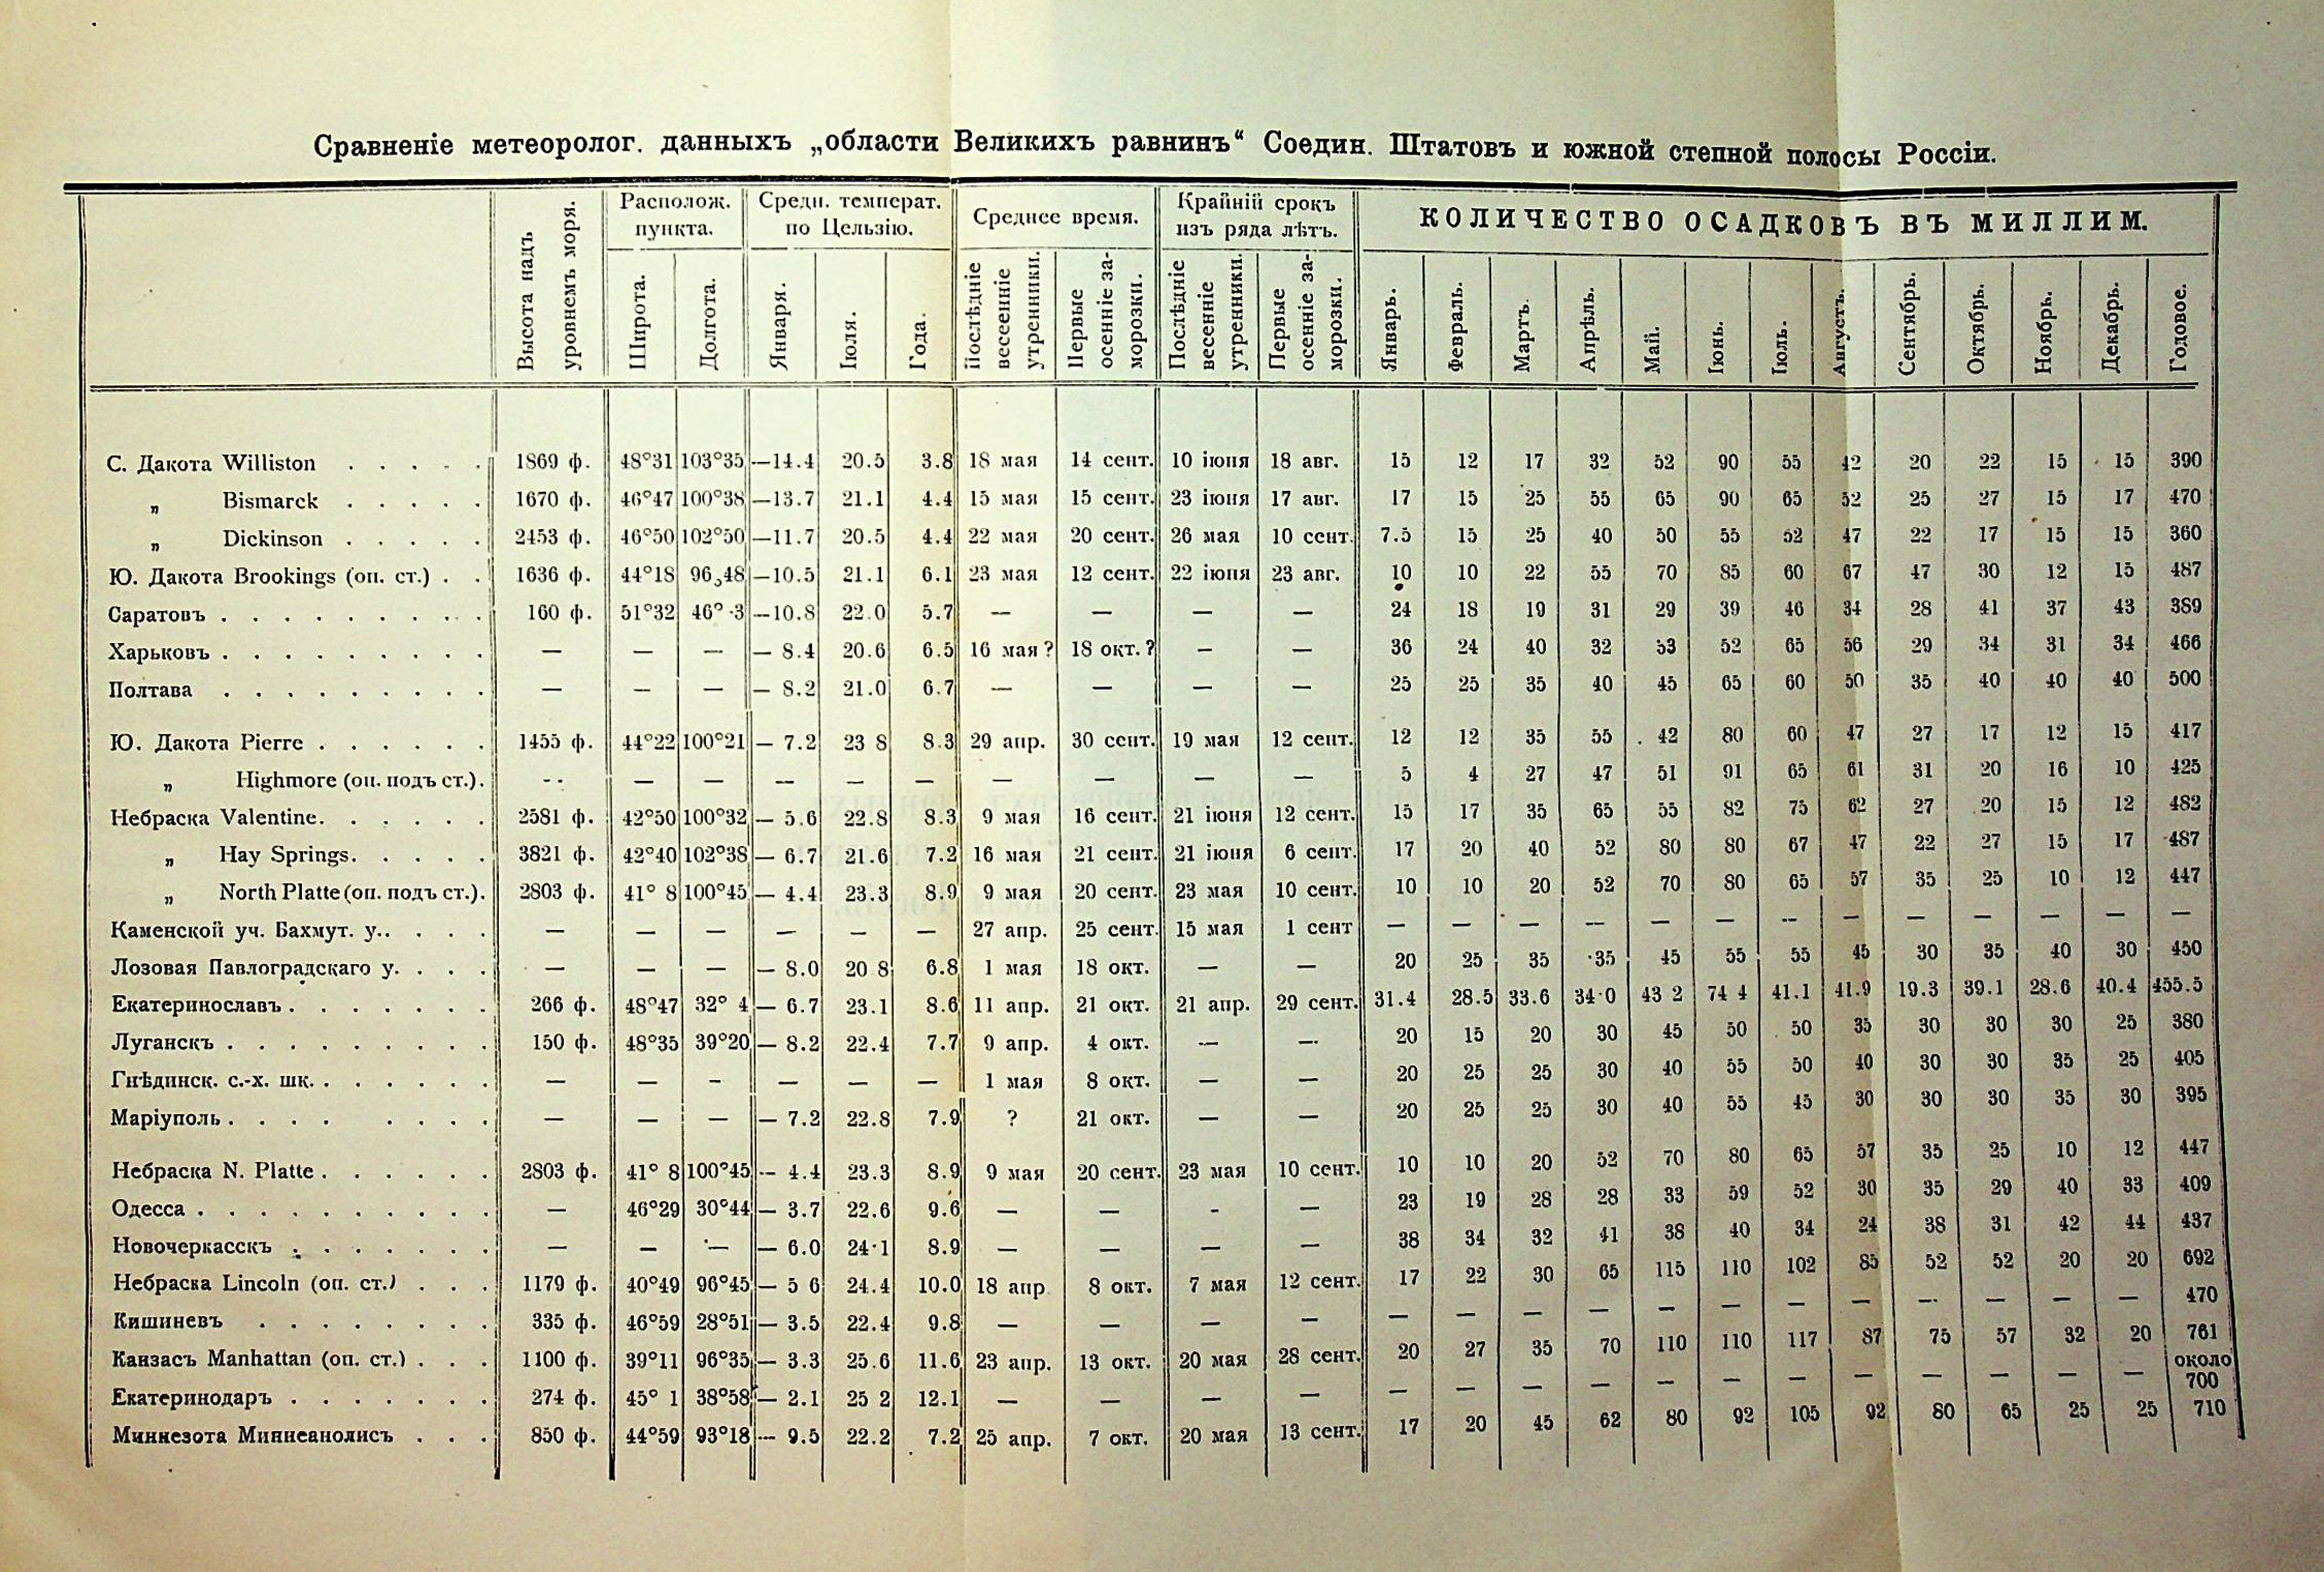 Сравненіе метеоролог. данныхъ „области Великихъ равнинъ“ Соедин. Штатовъ и южной степной полосы Россіи.
Высота надъ уровнемъ моря.
Располож. пункта.
Широта.
Долгота.
Средн. температ. по Цельзію.
Января.
Іюля.
Года.
Среднее время.
Послѣдніе весенніе утренники.
Первые осенніе заморозки.
Крайній срокъ изъ ряда лѣтъ.
Послѣдніе весенніе утренники.
Первые осенніе заморозки.
КОЛИЧЕСТВО ОСАДКОВЪ ВЪ МИЛЛИМ.
Январь.
Февраль.
Мартъ.
Апрѣль.
Май.
Іюнь.
Іюль.
Августъ.
Сентябрь.
Октябрь.
Ноябрь.
Декабрь.
Годовое.
С. Дакота Williston . . . . . 1869 ф. 48°31 103°35 —14.4 20.5 3.8 18 мая 14 сент. 10 іюня 18 авг. 15 12 17 32 52 90 55 42 20 22 15 15 390
„ Bismarck . . . . . 1670 ф. 46°47 100°38 —13.7 21.1 4.4 15 мая 15 сент. 23 іюня 17 авг. 17 15 25 55 65 90 65 52 25 27 15 17 470
„ Dickinson . . . . . 2453 ф. 46°50 102°50 —11.7 20.5 4.4 22 мая 20 сент. 26 мая 10 сент. 7.5 15 25 40 50 55 52 47 22 17 15 15 360
Ю. Дакота Brookings (оп. ст.) . . 1636 ф. 44°18 96°48 —10.5 21.1 6.1 23 мая 12 сент. 22 іюня 23 авг. 10 10 22 55 70 85 60 67 47 30 12 15 487
Саратовъ . . . . . . . . . 160 ф. 51°32 46° 3 —10.8 22.0 5.7 — — — — 24 18 19 31 29 39 46 34 28 41 37 43 389
Харьковъ . . . . . . . . . — — — — 8.4 20.6 6.5 16 мая ? 18 окт. ? — — 36 24 40 32 53 52 65 56 29 34 31 34 466
Полтава . . . . . . . . . — — — — 8.2 21.0 6.7 — — — — 25 25 35 40 45 65 60 50 35 40 40 40 500
Ю. Дакота Pierre . . . . . . 1455 ф. 44°22 100°21 — 7.2 23 8 8.3 29 апр. 30 сент. 19 мая 12 сент. 12 12 35 55 42 80 60 47 27 17 12 15 417
„ Highmore (оп. подъ ст.). -- — — — — — — — — — 5 4 27 47 51 91 65 61 31 20 16 10 425
Небраска Valentine. . . . . . 2581 ф. 42°50 100°32 — 5.6 22.8 8.3 9 мая 16 сент. 21 іюня 12 сент. 15 17 35 65 55 82 75 62 27 20 15 12 482
„ Hay Springs. . . . . 3821 ф. 42°40 102°38 — 6.7 21.6 7.2 16 мая 21 сент. 21 іюня 6 сент. 17 20 40 52 80 80 67 47 22 27 15 17 487
„ North Platte (оп. подъ ст.). 2803 ф. 41° 8 100°45 — 4.4 23.3 8.9 9 мая 20 сент. 23 мая 10 сент. 10 10 20 52 70 80 65 57 35 25 10 12 447
Каменской уч. Бахмут. у.. . . . — — — — — — 27 апр. 25 сент. 15 мая 1 сент — — — — — — — — — — — — —
Лозовая Павлоградскаго у. . . . — — — — 8.0 20 8 6.8 1 мая 18 окт. — — 20 25 35 35 45 55 55 45 30 35 40 30 450
Екатеринославъ . . . . . . . 266 ф. 48°47 32° 4 — 6.7 23.1 8.6 11 апр. 21 окт. 21 апр. 29 сент. 31.4 28.5 33.6 34·0 43 2 74 4 41.1 41.9 19.3 39.1 28.6 40.4 455.5
Луганскъ . . . . . . . . . 150 ф. 48°35 39°20 — 8.2 22.4 7.7 9 апр. 4 окт. — — 20 15 20 30 45 50 50 35 30 30 30 25 380
Гнѣдинск. с.-х. шк. . . . . . . — — — — — — 1 мая 8 окт. — — 20 25 25 30 40 55 50 40 30 30 35 25 405
Маріуполь . . . . . . . . — — — — 7.2 22.8 7.9 ? 21 окт. — — 20 25 25 30 40 55 45 30 30 30 35 30 395
Небраска N. Platte . . . . . . 2803 ф. 41° 8 100°45 — 4.4 23.3 8.9 9 мая 20 сент. 23 мая 10 сент. 10 10 20 52 70 80 65 57 35 25 10 12 447
Одесса . . . . . . . . . . — 46°29 30°44 — 3.7 22.6 9.6 — — - — 23 19 28 28 33 59 52 30 35 29 40 33 409
Новочеркасскъ . . . . . . . — — — — 6.0 24·1 8.9 — — — — 38 34 32 41 38 40 34 24 38 31 42 44 437
Небраска Lincoln (оп. ст.) . . . 1179 ф. 40°49 96°45 — 5 6 24.4 10.0 18 апр 8 окт. 7 мая 12 сент. 17 22 30 65 115 110 102 85 52 52 20 20 692
Кишиневъ . . . . . . . . 335 ф. 46°59 28°51 — 3.5 22.4 9.8 — — — — — — — — — — — — — — — — 470
Канзасъ Manhattan (оп. ст.) . . . 1100 ф. 39°11 96°35 — 3.3 25.6 11.6 23 апр. 13 окт. 20 мая 28 сент. 20 27 35 70 110 110 117 87 75 57 32 20 761
Екатеринодаръ . . . . . . . 274 ф. 45° 1 38°58 — 2.1 25 2 12.1 — — — — — — — — — — — — — — — — около 700
Миннезота Миннеанолисъ . . . 850 ф. 44°59 93°18 — 9.5 22.2 7.2 25 апр. 7 окт. 20 мая 13 сент. 17 20 45 62 80 92 105 92 80 65 25 25 710